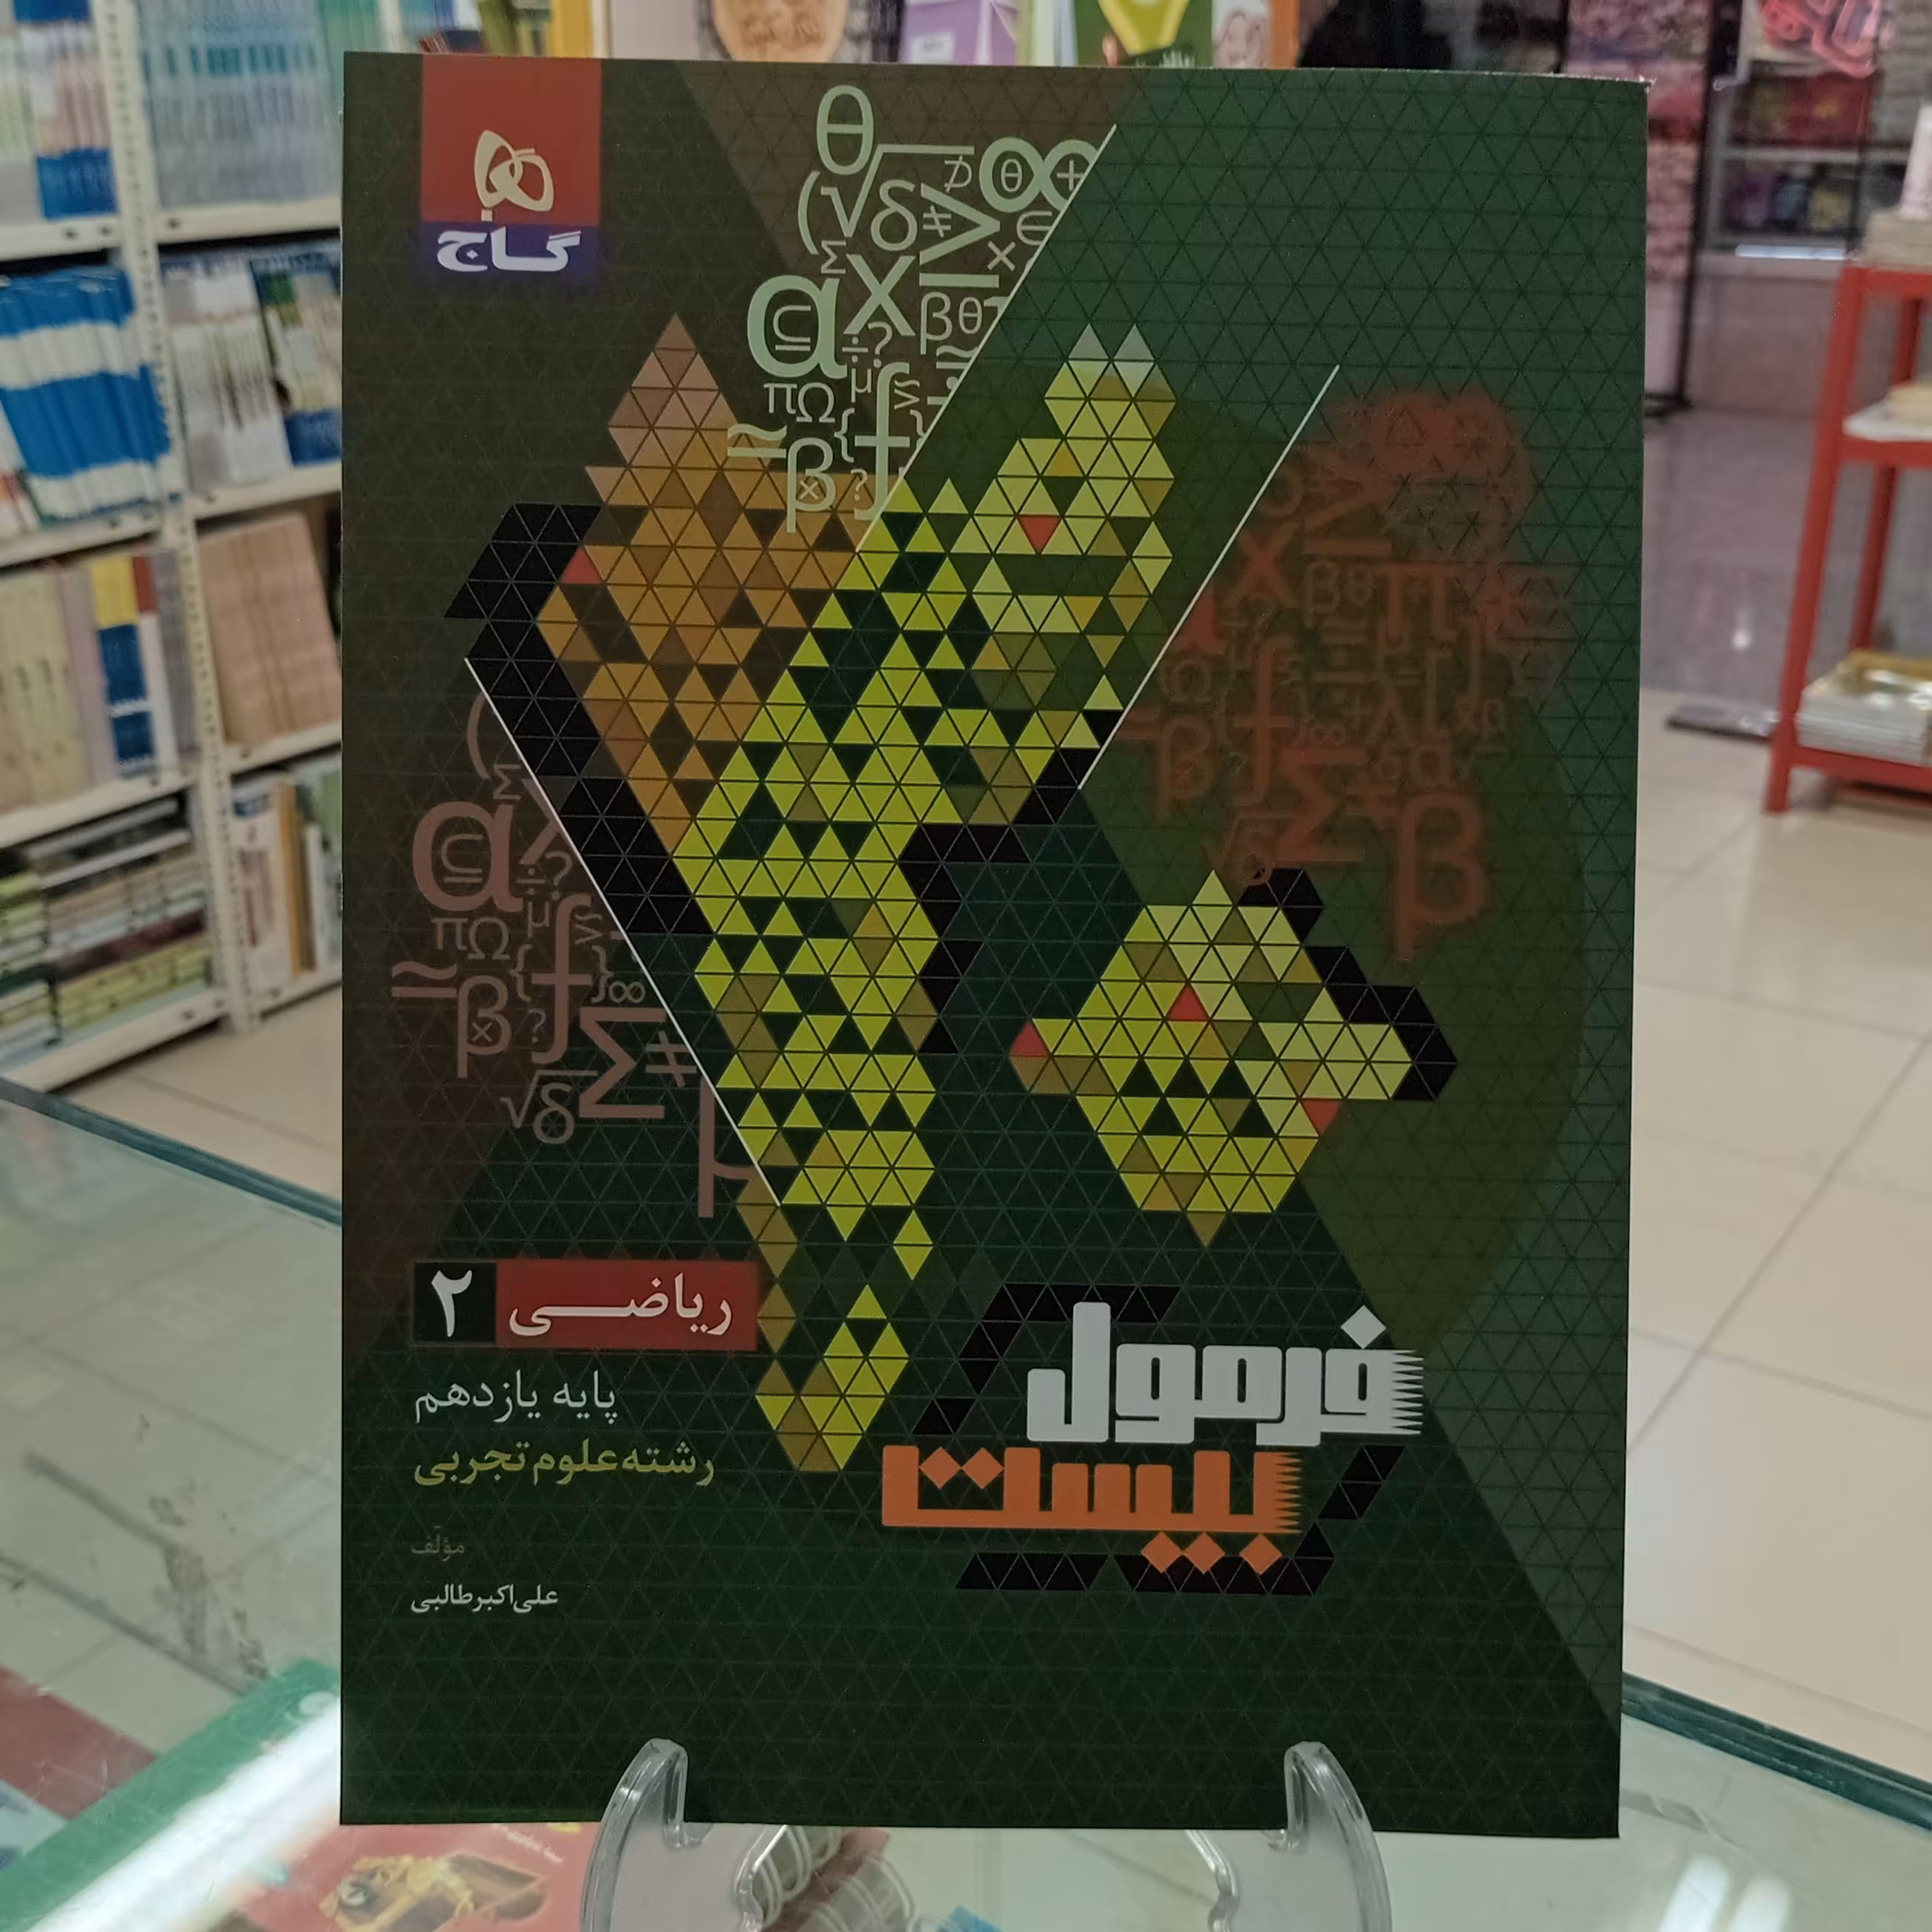 گاج
ریاضی ۲
پایه یازدهم
رشته علوم تجربی
مؤلف
علی‌اکبر طالبی
فرمول
بیست